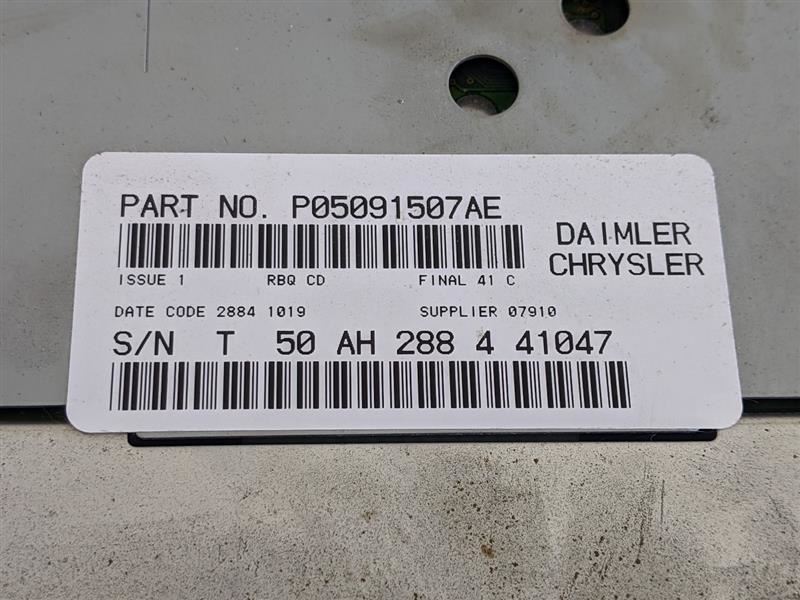 PART NO. P05091507AE
DAIMLER
CHRYSLER
ISSUE 1 RBQ CD FINAL 41 C
DATE CODE 2884 1019 SUPPLIER 07910
S/N T 50 AH 288 4 41047